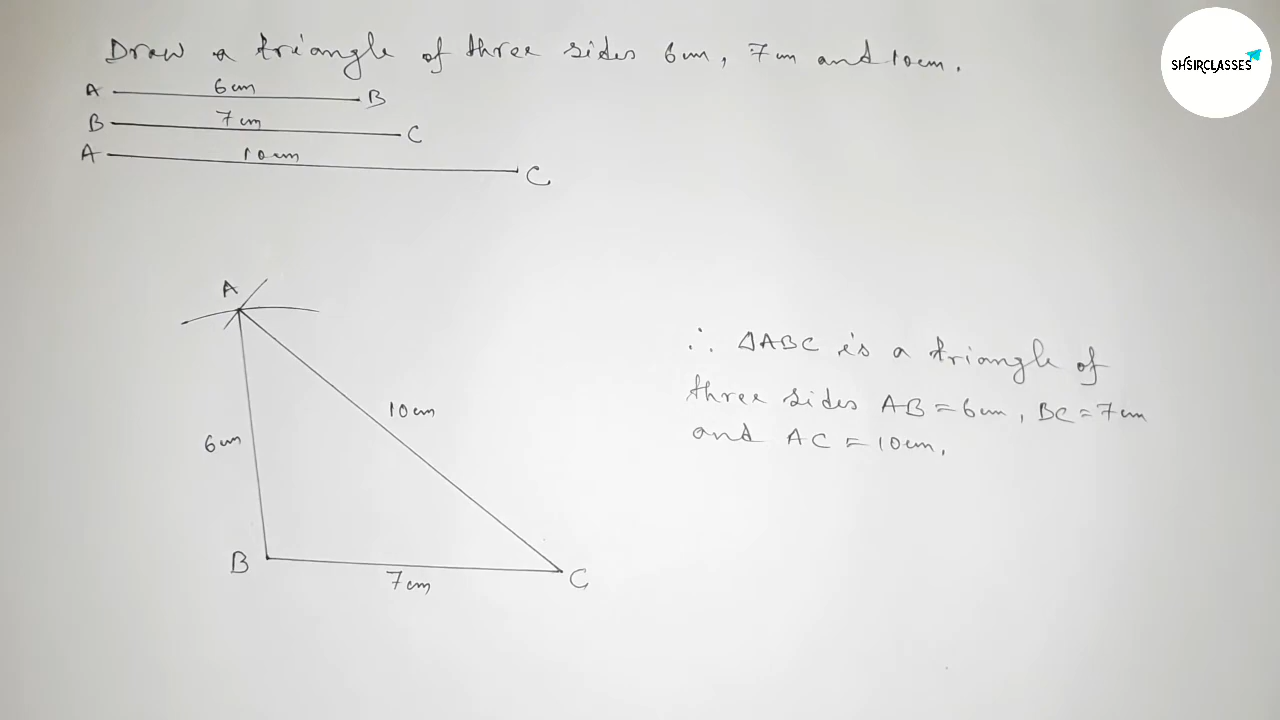 Draw a triangle of three sides 6cm, 7cm and 10cm.
SHSIRCLASSES
A 6cm B
B 7cm C
A 10cm C
A
10cm
6cm
B
7cm
C
∴ △ABC is a triangle of
three sides AB = 6cm, BC = 7cm
and AC = 10cm.